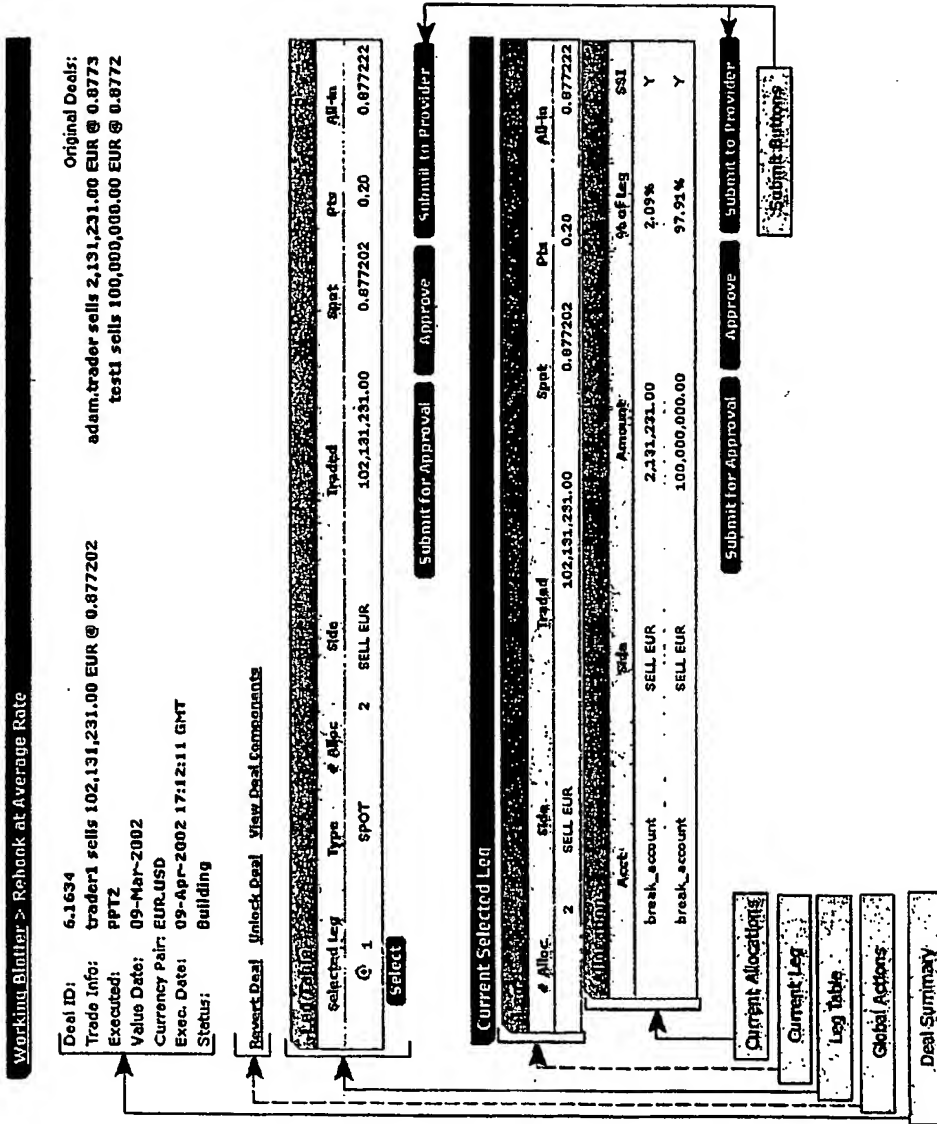 Working Blotter > Rebook at Average Rate
Deal ID: 6.1634
Original Deals:
Trade Info: trader1 sells 102,131,231.00 EUR @ 0.877202
adam.trader sells 2,131,231.00 EUR @ 0.8773
Executed: PPT2
test1 sells 100,000,000.00 EUR @ 0.8772
Value Date: 09-Mar-2002
Currency Pair: EUR.USD
Exec. Date: 09-Apr-2002 17:12:11 GMT
Status: Building
Revert Deal Unlock Deal View Deal Components
Leg Table
Selected Leg Type # Alloc Side Traded Spot Pts All-in
1 SPOT 2 SELL EUR 102,131,231.00 0.877202 0.20 0.877222
Select
Submit for Approval Approve Submit to Provider
Current Selected Leg
# Alloc Side Traded Spot Pts All-in
2 SELL EUR 102,131,231.00 0.877202 0.20 0.877222
Allocations
Acct Side Amount % of Leg SSI
break_account SELL EUR 2,131,231.00 2.09% Y
break_account SELL EUR 100,000,000.00 97.91% Y
Submit for Approval Approve Submit to Provider
Submit Buttons
Current Allocations
Current Leg
Leg Table
Global Actions
Deal Summary